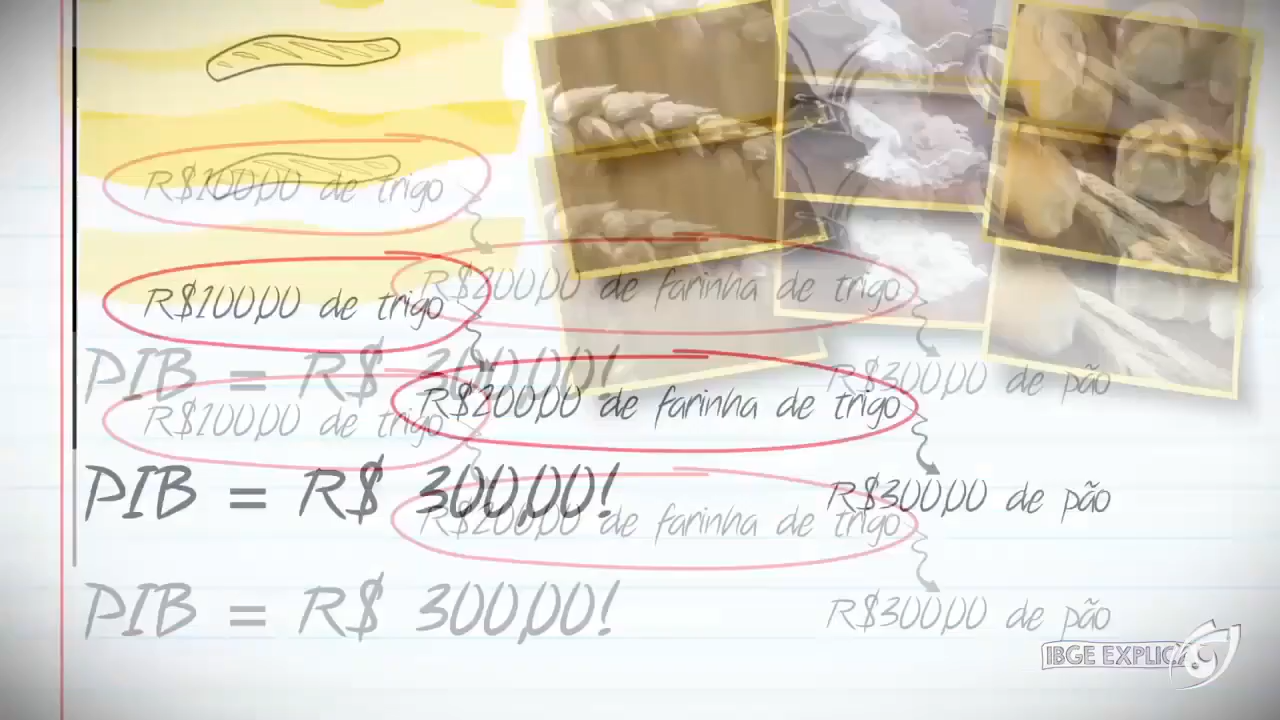 R$100,00 de trigo
R$200,00 de farinha de trigo
R$100,00 de trigo
PIB = R$ 300,00!
R$300,00 de pão
R$200,00 de farinha de trigo
R$100,00 de trigo
PIB = R$ 300,00!
R$300,00 de pão
R$200,00 de farinha de trigo
PIB = R$ 300,00!
R$300,00 de pão
IBGE EXPLICA